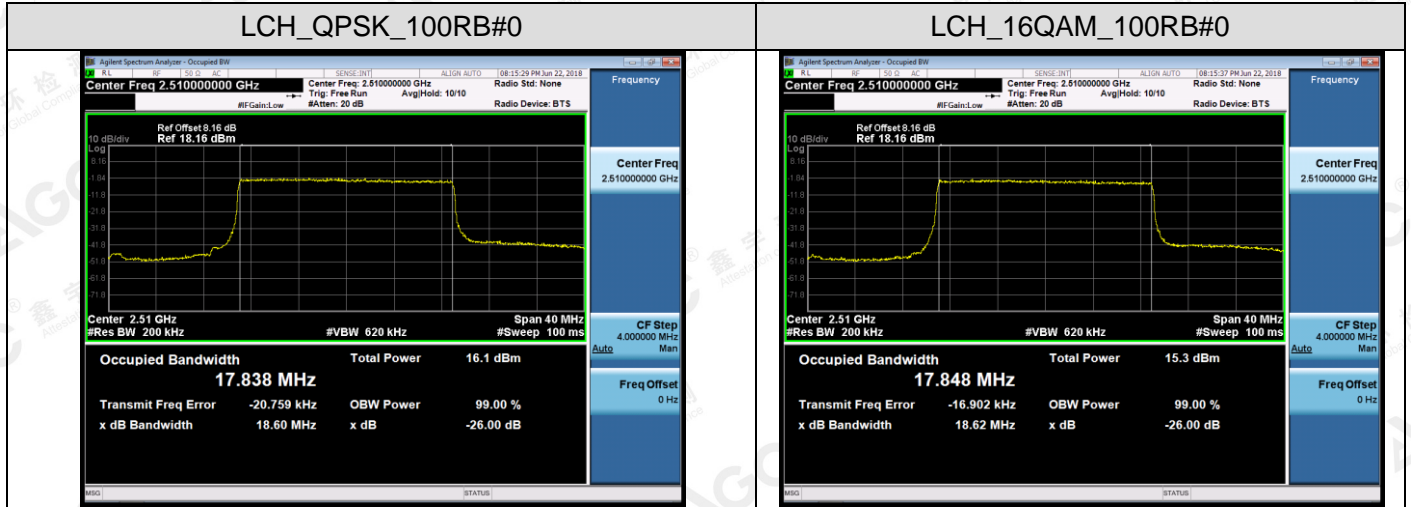 LCH_QPSK_100RB#0
Agilent Spectrum Analyzer - Occupied BW
RL RF 50 Ω AC SENSE:INT ALIGN AUTO 08:15:29 PM Jun 22, 2018
Center Freq 2.510000000 GHz
Center Freq: 2.510000000 GHz
Radio Std: None
Trig: Free Run Avg|Hold: 10/10
#IFGain:Low #Atten: 20 dB Radio Device: BTS
Ref Offset 8.16 dB
10 dB/div Ref 18.16 dBm
Log
8.16
-1.84
-11.8
-21.8
-31.8
-41.8
-51.8
-61.8
-71.8
Center 2.51 GHz Span 40 MHz
#Res BW 200 kHz #VBW 620 kHz #Sweep 100 ms
Occupied Bandwidth Total Power 16.1 dBm
17.838 MHz
Transmit Freq Error -20.759 kHz OBW Power 99.00 %
x dB Bandwidth 18.60 MHz x dB -26.00 dB
MSG STATUS
Frequency
Center Freq
2.510000000 GHz
CF Step
4.000000 MHz
Auto Man
Freq Offset
0 Hz
LCH_16QAM_100RB#0
Agilent Spectrum Analyzer - Occupied BW
RL RF 50 Ω AC SENSE:INT ALIGN AUTO 08:15:37 PM Jun 22, 2018
Center Freq 2.510000000 GHz
Center Freq: 2.510000000 GHz
Radio Std: None
Trig: Free Run Avg|Hold: 10/10
#IFGain:Low #Atten: 20 dB Radio Device: BTS
Ref Offset 8.16 dB
10 dB/div Ref 18.16 dBm
Log
8.16
-1.84
-11.8
-21.8
-31.8
-41.8
-51.8
-61.8
-71.8
Center 2.51 GHz Span 40 MHz
#Res BW 200 kHz #VBW 620 kHz #Sweep 100 ms
Occupied Bandwidth Total Power 15.3 dBm
17.848 MHz
Transmit Freq Error -16.902 kHz OBW Power 99.00 %
x dB Bandwidth 18.62 MHz x dB -26.00 dB
MSG STATUS
Frequency
Center Freq
2.510000000 GHz
CF Step
4.000000 MHz
Auto Man
Freq Offset
0 Hz